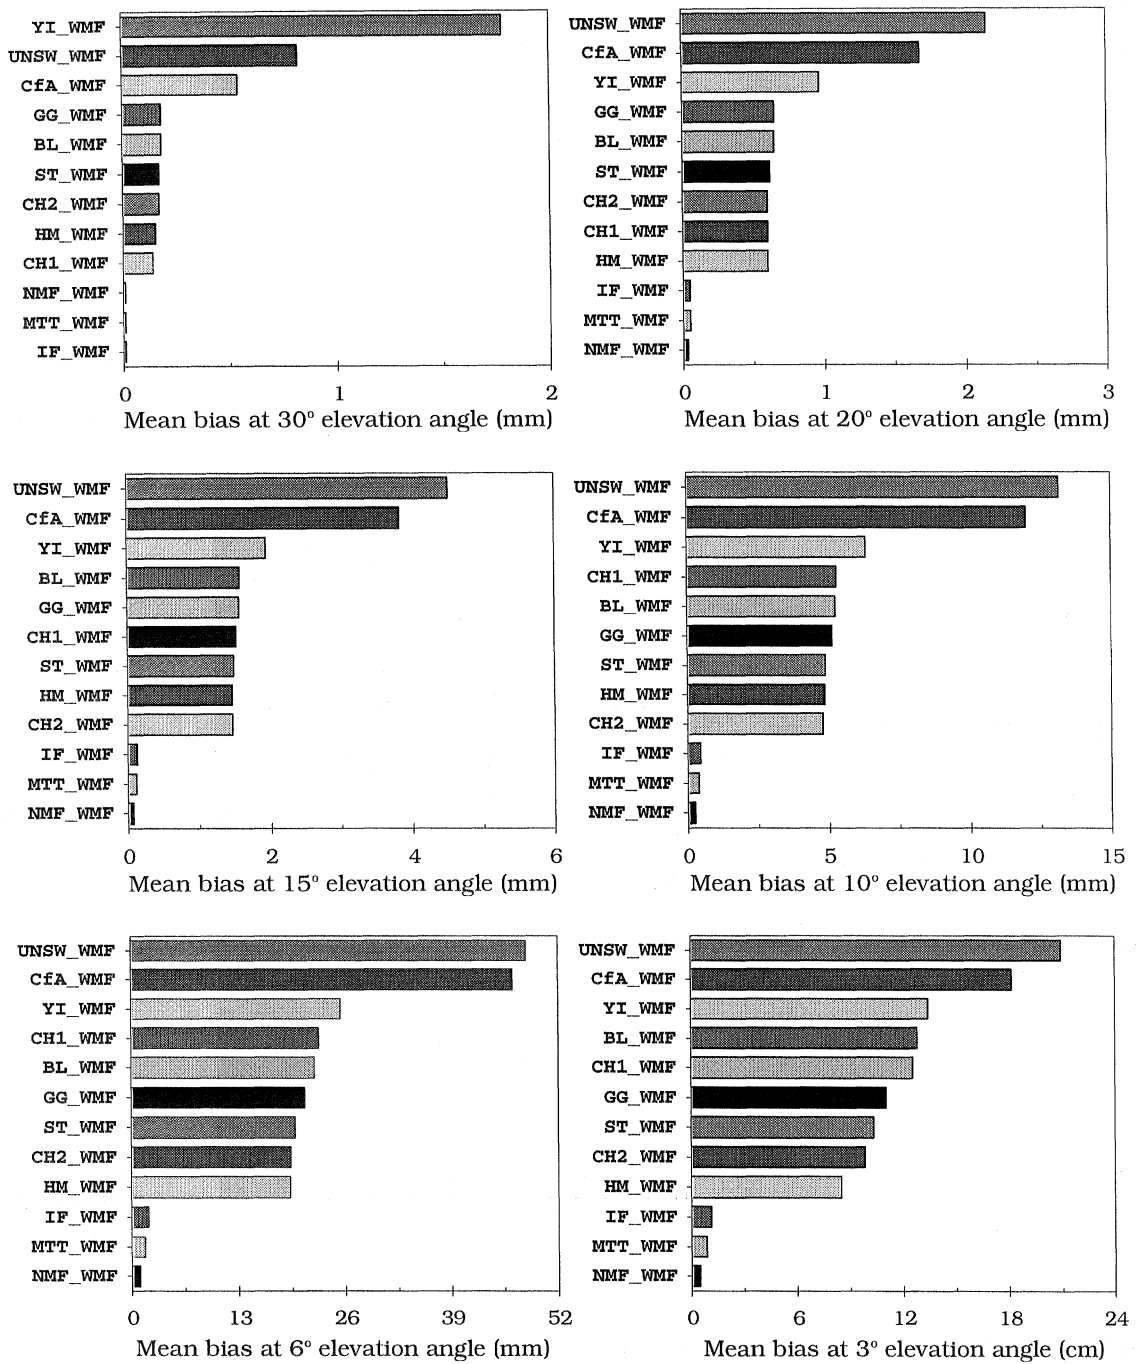 YI_WMF
UNSW_WMF
CfA_WMF
GG_WMF
BL_WMF
ST_WMF
CH2_WMF
HM_WMF
CH1_WMF
NMF_WMF
MTT_WMF
IF_WMF
0 1 2
Mean bias at 30° elevation angle (mm)
UNSW_WMF
CfA_WMF
YI_WMF
GG_WMF
BL_WMF
ST_WMF
CH2_WMF
CH1_WMF
HM_WMF
IF_WMF
MTT_WMF
NMF_WMF
0 1 2 3
Mean bias at 20° elevation angle (mm)
UNSW_WMF
CfA_WMF
YI_WMF
BL_WMF
GG_WMF
CH1_WMF
ST_WMF
HM_WMF
CH2_WMF
IF_WMF
MTT_WMF
NMF_WMF
0 2 4 6
Mean bias at 15° elevation angle (mm)
UNSW_WMF
CfA_WMF
YI_WMF
CH1_WMF
BL_WMF
GG_WMF
ST_WMF
HM_WMF
CH2_WMF
IF_WMF
MTT_WMF
NMF_WMF
0 5 10 15
Mean bias at 10° elevation angle (mm)
UNSW_WMF
CfA_WMF
YI_WMF
CH1_WMF
BL_WMF
GG_WMF
ST_WMF
CH2_WMF
HM_WMF
IF_WMF
MTT_WMF
NMF_WMF
0 13 26 39 52
Mean bias at 6° elevation angle (mm)
UNSW_WMF
CfA_WMF
YI_WMF
BL_WMF
CH1_WMF
GG_WMF
ST_WMF
CH2_WMF
HM_WMF
IF_WMF
MTT_WMF
NMF_WMF
0 6 12 18 24
Mean bias at 3° elevation angle (cm)